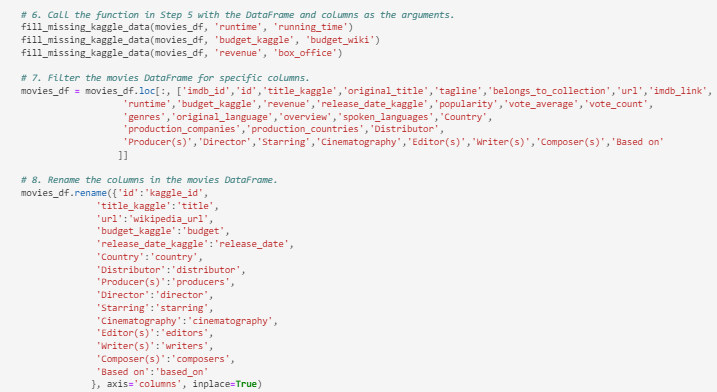 # 6. Call the function in Step 5 with the DataFrame and columns as the arguments.
fill_missing_kaggle_data(movies_df, 'runtime', 'running_time')
fill_missing_kaggle_data(movies_df, 'budget_kaggle', 'budget_wiki')
fill_missing_kaggle_data(movies_df, 'revenue', 'box_office')

# 7. Filter the movies DataFrame for specific columns.
movies_df = movies_df.loc[:, ['imdb_id','id','title_kaggle','original_title','tagline','belongs_to_collection','url','imdb_link',
'runtime','budget_kaggle','revenue','release_date_kaggle','popularity','vote_average','vote_count',
'genres','original_language','overview','spoken_languages','Country',
'production_companies','production_countries','Distributor',
'Producer(s)','Director','Starring','Cinematography','Editor(s)','Writer(s)','Composer(s)','Based on'
]]

# 8. Rename the columns in the movies DataFrame.
movies_df.rename({'id':'kaggle_id',
'title_kaggle':'title',
'url':'wikipedia_url',
'budget_kaggle':'budget',
'release_date_kaggle':'release_date',
'Country':'country',
'Distributor':'distributor',
'Producer(s)':'producers',
'Director':'director',
'Starring':'starring',
'Cinematography':'cinematography',
'Editor(s)':'editors',
'Writer(s)':'writers',
'Composer(s)':'composers',
'Based on':'based_on'
}, axis='columns', inplace=True)